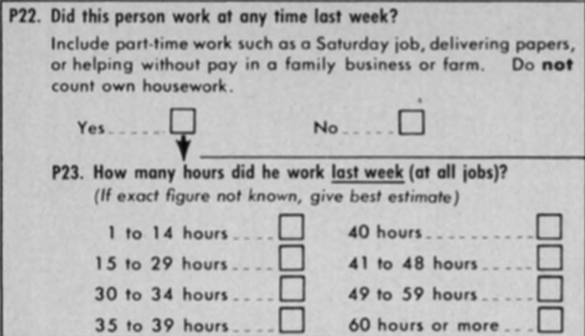 P22. Did this person work at any time last week?
Include part-time work such as a Saturday job, delivering papers,
or helping without pay in a family business or farm. Do not
count own housework.
Yes...... No.....
P23. How many hours did he work last week (at all jobs)?
(If exact figure not known, give best estimate)
1 to 14 hours.... 40 hours..........
15 to 29 hours.... 41 to 48 hours.....
30 to 34 hours.... 49 to 59 hours.....
35 to 39 hours.... 60 hours or more...